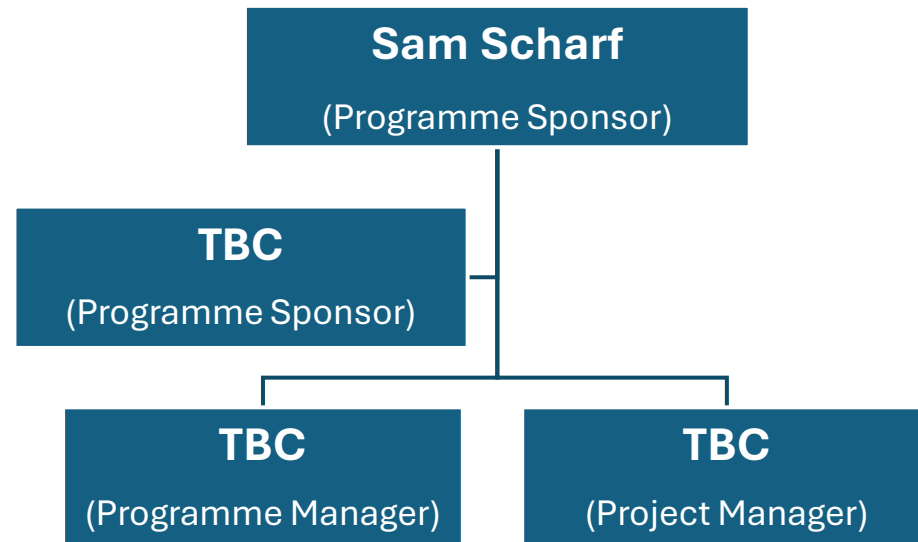 Sam Scharf
(Programme Sponsor)
TBC
(Programme Sponsor)
TBC
(Programme Manager)
TBC
(Project Manager)